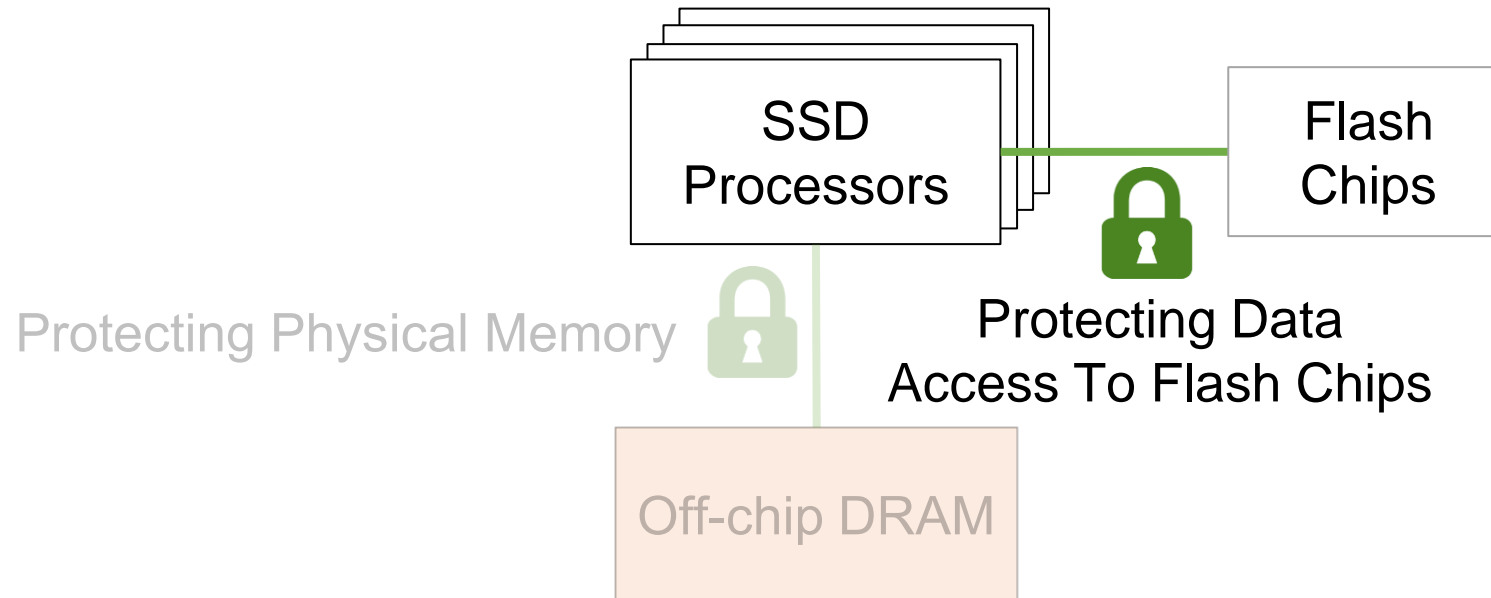 SSD
Processors
Flash
Chips
Protecting Physical Memory
Protecting Data
Access To Flash Chips
Off-chip DRAM